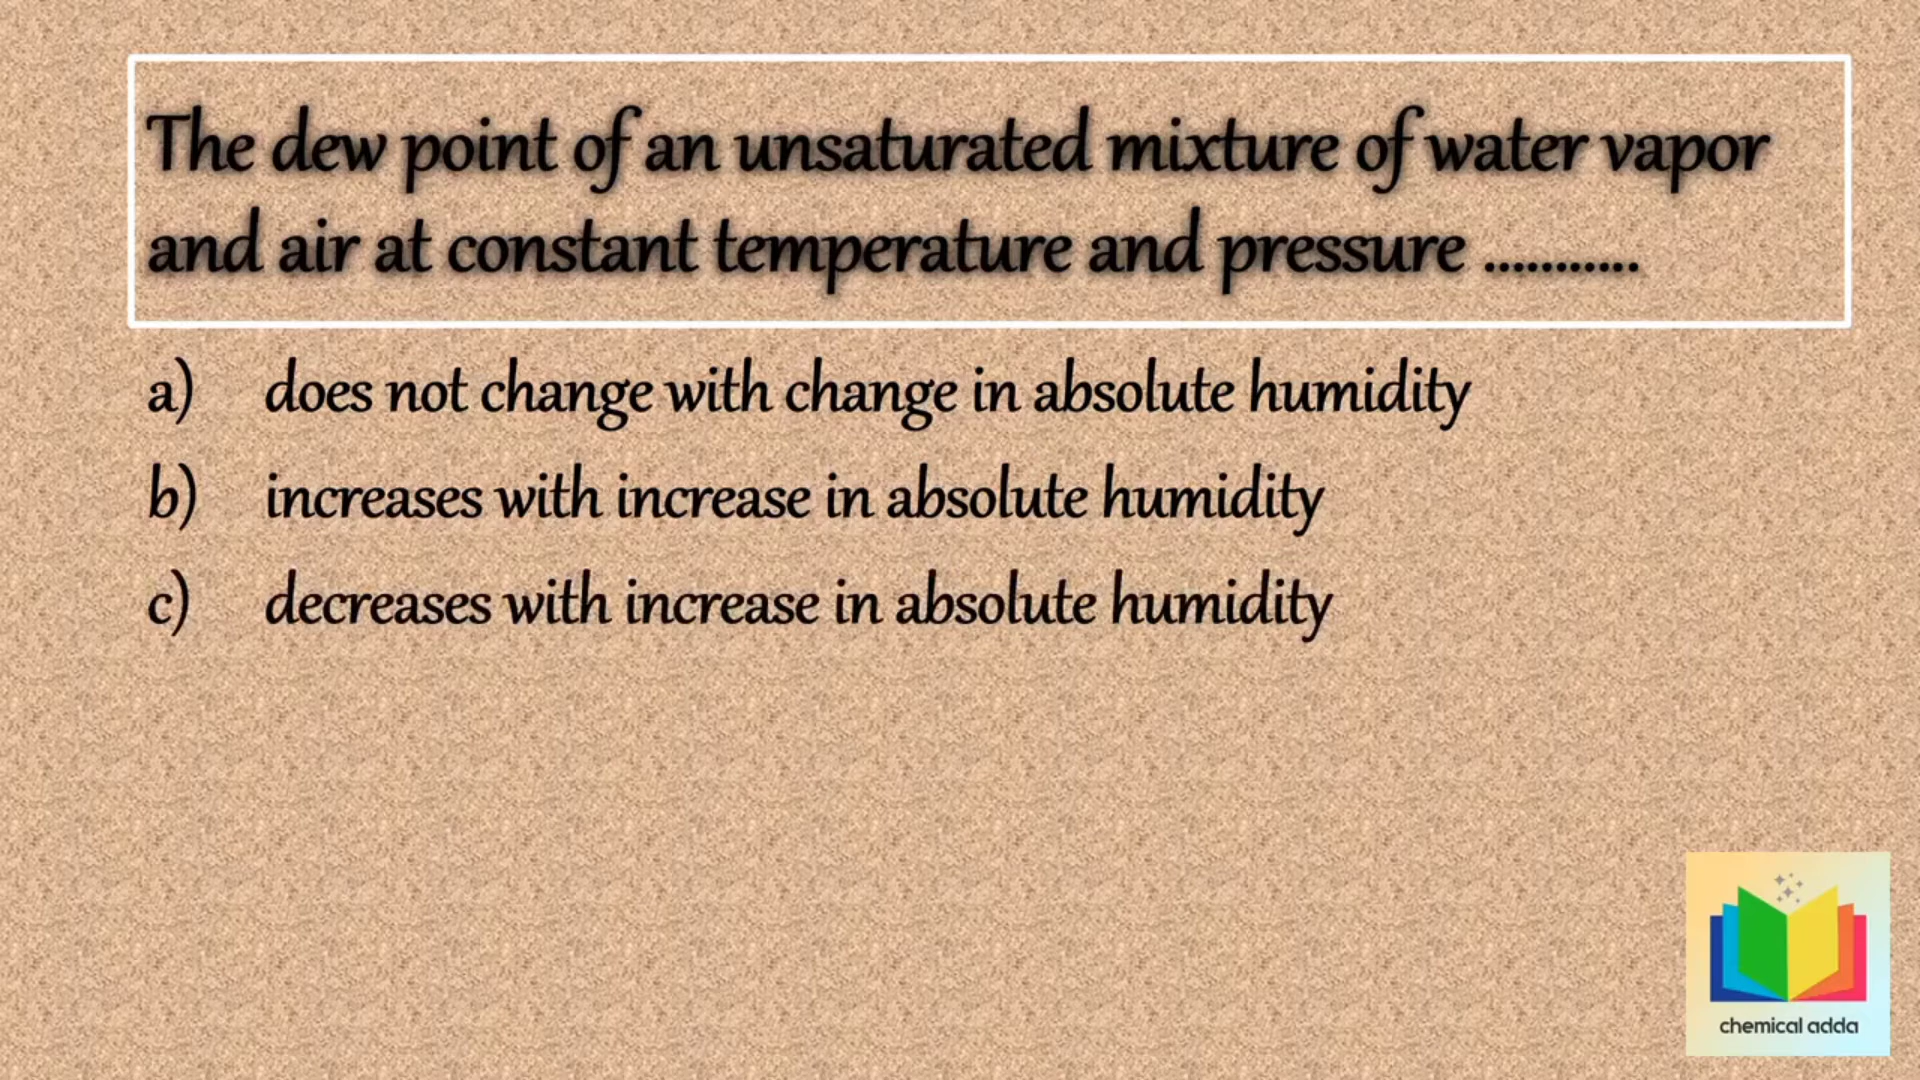 The dew point of an unsaturated mixture of water vapor
and air at constant temperature and pressure ...........
a) does not change with change in absolute humidity
b) increases with increase in absolute humidity
c) decreases with increase in absolute humidity
chemical adda